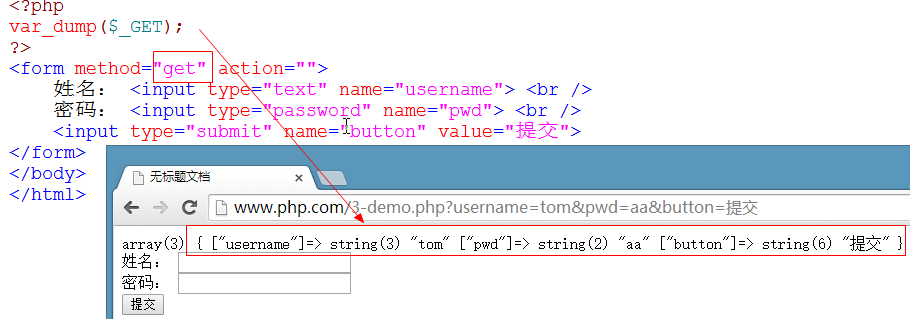 <?php
var_dump($_GET);
?>
<form method="get" action="">
姓名： <input type="text" name="username"> <br />
密码： <input type="password" name="pwd"> <br />
<input type="submit" name="button" value="提交">
</form>
</body>
</html>
无标题文档
www.php.com/3-demo.php?username=tom&pwd=aa&button=提交
array(3) { ["username"]=> string(3) "tom" ["pwd"]=> string(2) "aa" ["button"]=> string(6) "提交" }
姓名：
密码：
提交